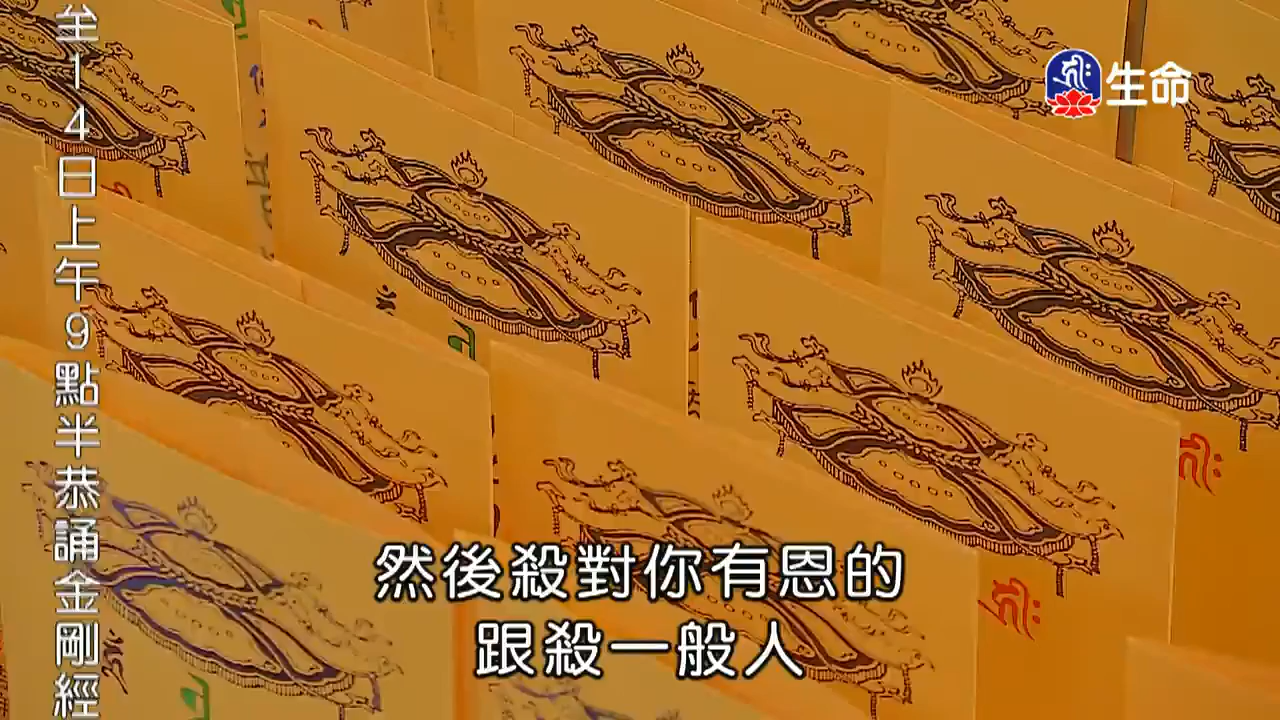 至14日上午9點半恭誦金剛經
生命
然後殺對你有恩的
跟殺一般人